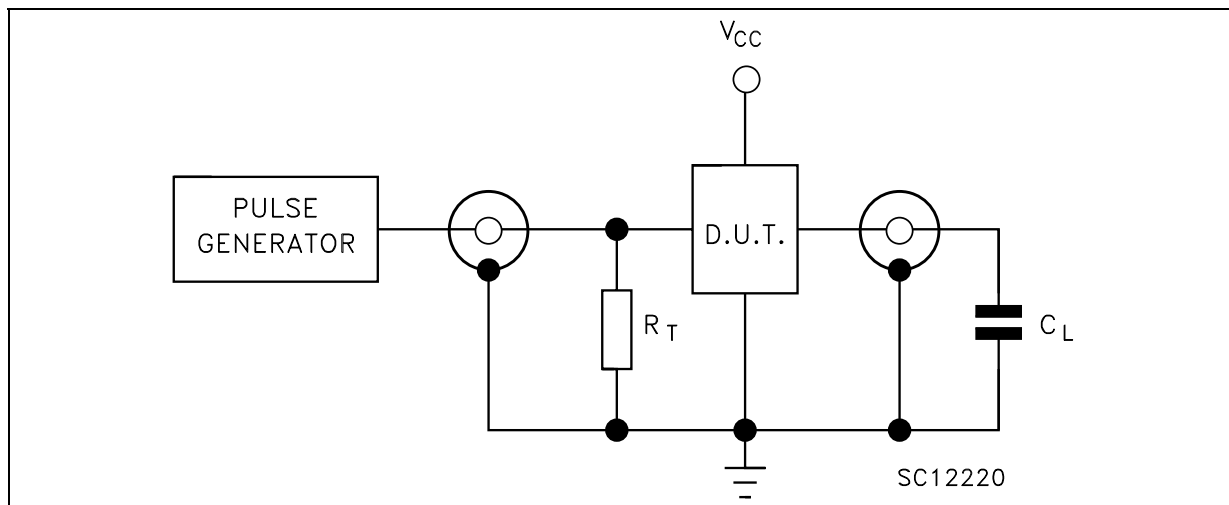 VCC
PULSE
GENERATOR
D.U.T.
RT
CL
SC12220